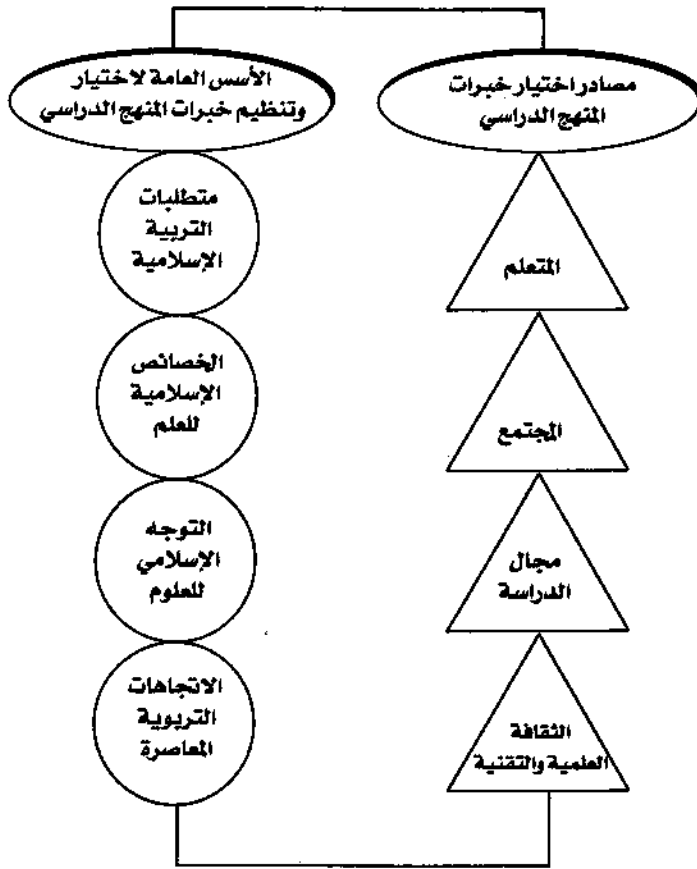 مصادر اختيار خبرات
المنهج الدراسي
المتعلم
المجتمع
مجال
الدراسة
الثقافة
العلمية والتقنية
الأسس العامة لاختيار
وتنظيم خبرات المنهج الدراسي
متطلبات
التربية
الإسلامية
الخصائص
الإسلامية
للعلم
التوجه
الإسلامي
للعلوم
الاتجاهات
التربوية
المعاصرة